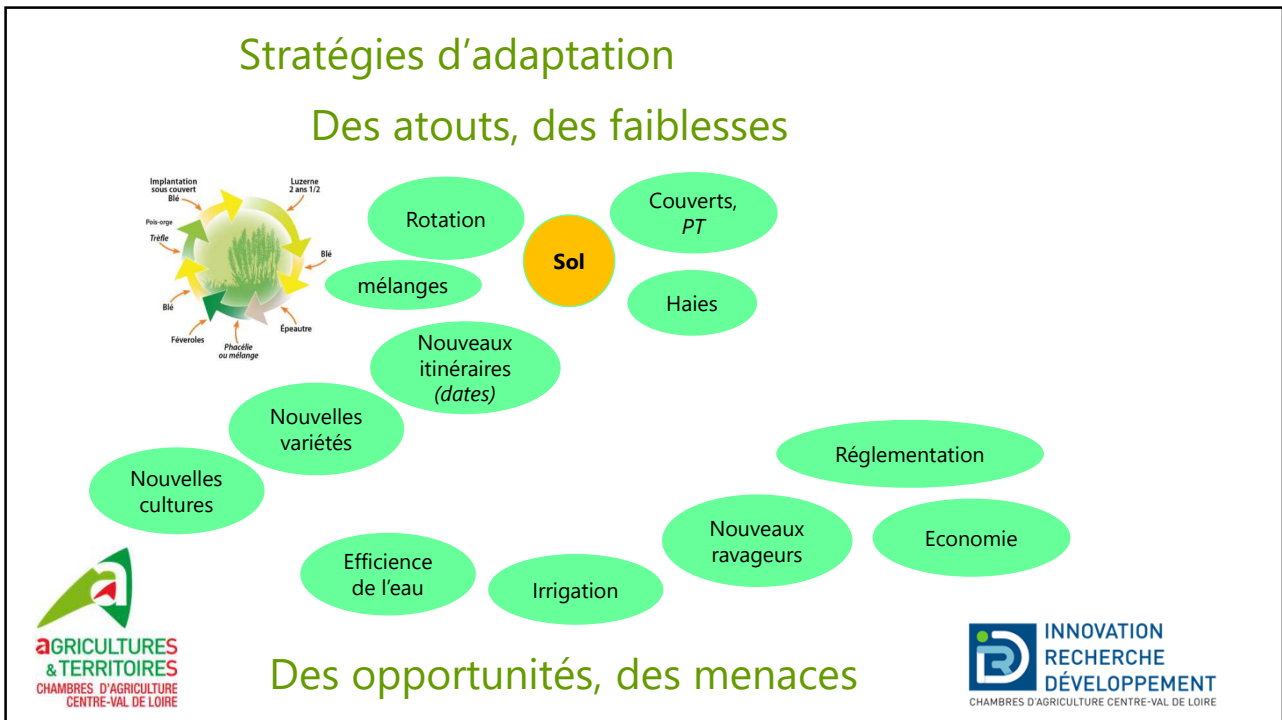 Stratégies d'adaptation
Des atouts, des faiblesses
Implantation
sous couvert
Blé
Luzerne
2 ans 1/2
Pois-orge
Trèfle
Blé
Blé
Épeautre
Féveroles
Phacélie
ou mélange
Rotation
Sol
Couverts,
PT
mélanges
Haies
Nouveaux
itinéraires
(dates)
Nouvelles
variétés
Nouvelles
cultures
Réglementation
Nouveaux
ravageurs
Economie
Efficience
de l'eau
Irrigation
aGRICULTURES
&TERRITOIRES
CHAMBRES D'AGRICULTURE
CENTRE-VAL DE LOIRE
Des opportunités, des menaces
iRD
INNOVATION
RECHERCHE
DÉVELOPPEMENT
CHAMBRES D'AGRICULTURE CENTRE-VAL DE LOIRE